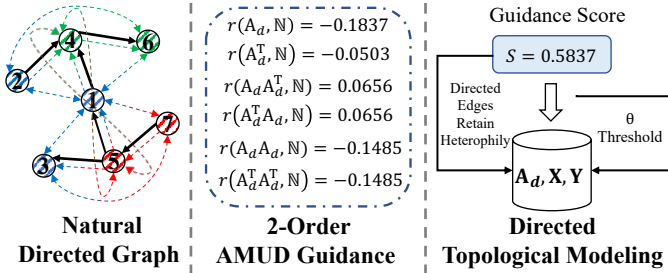 4
6
2
1
7
3
5
Natural
Directed Graph
r(A_d, ℕ) = −0.1837
r(A_d^T, ℕ) = −0.0503
r(A_d A_d^T, ℕ) = 0.0656
r(A_d^T A_d, ℕ) = 0.0656
r(A_d A_d, ℕ) = −0.1485
r(A_d^T A_d^T, ℕ) = −0.1485
2-Order
AMUD Guidance
Guidance Score
S = 0.5837
Directed
Edges
Retain
Heterophily
θ
Threshold
A_d, X, Y
Directed
Topological Modeling